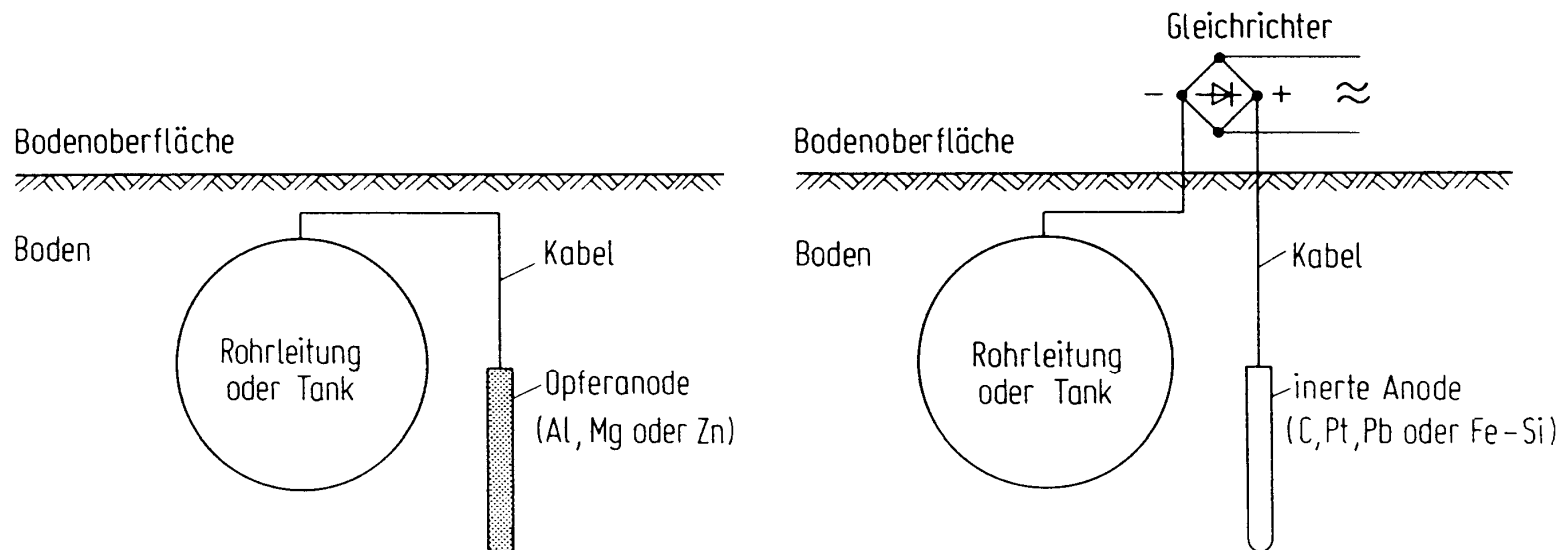 Bodenoberfläche
Boden
Kabel
Rohrleitung
oder Tank
Opferanode
(Al, Mg oder Zn)
Gleichrichter
- + ≈
Bodenoberfläche
Boden
Kabel
Rohrleitung
oder Tank
inerte Anode
(C, Pt, Pb oder Fe-Si)